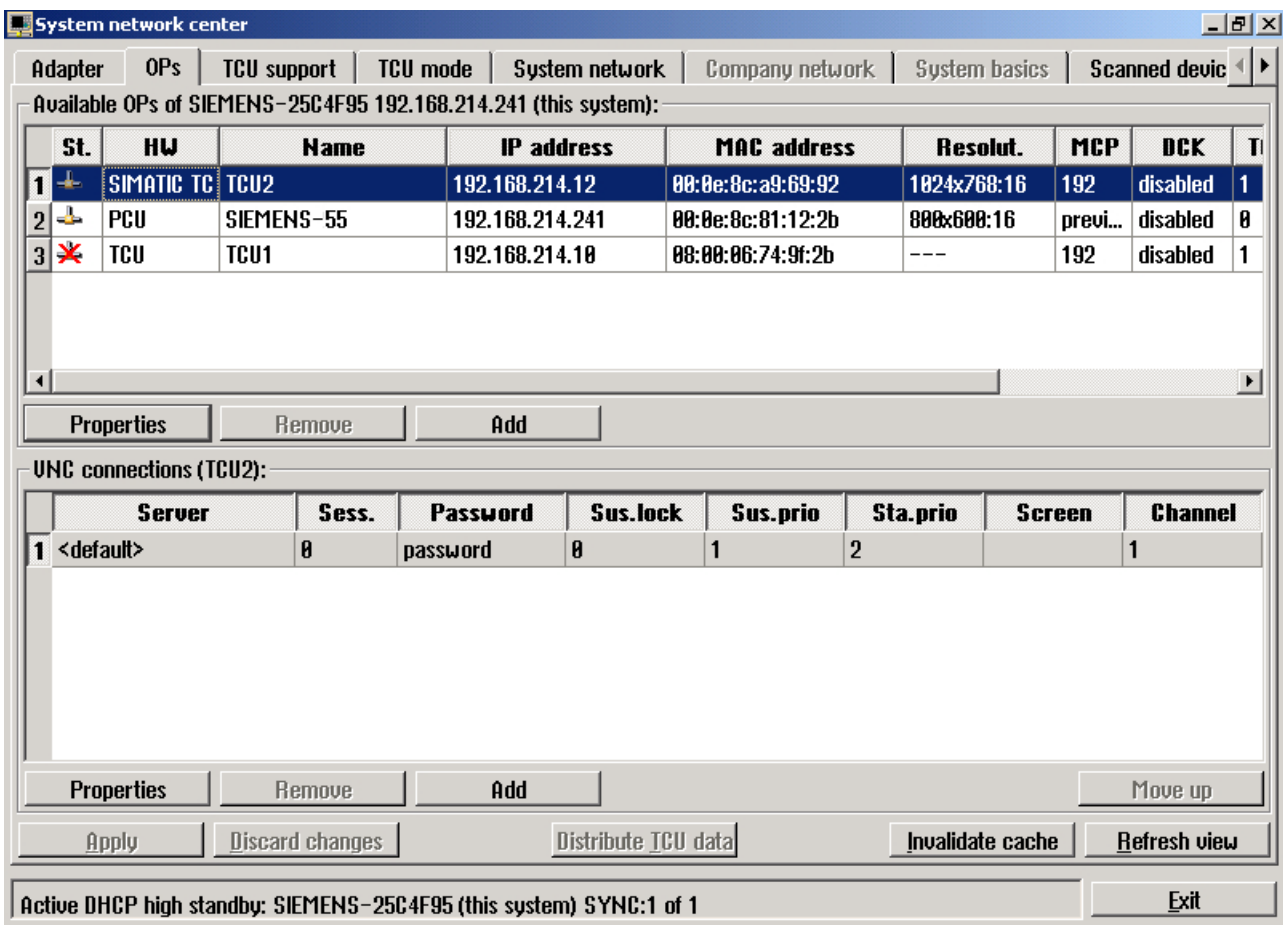 System network center
Adapter OPs TCU support TCU mode System network Company network System basics Scanned devic
Available OPs of SIEMENS-25C4F95 192.168.214.241 (this system):
St. HW Name IP address MAC address Resolut. MCP DCK
1 SIMATIC TC TCU2 192.168.214.12 00:0e:8c:a9:69:92 1024x768:16 192 disabled 1
2 PCU SIEMENS-55 192.168.214.241 00:0e:8c:81:12:2b 800x600:16 previ... disabled 0
3 TCU TCU1 192.168.214.10 08:00:06:74:9f:2b --- 192 disabled 1
Properties Remove Add
VNC connections (TCU2):
Server Sess. Password Sus.lock Sus.prio Sta.prio Screen Channel
1 <default> 0 password 0 1 2 1
Properties Remove Add Move up
Apply Discard changes Distribute TCU data Invalidate cache Refresh view
Active DHCP high standby: SIEMENS-25C4F95 (this system) SYNC:1 of 1 Exit